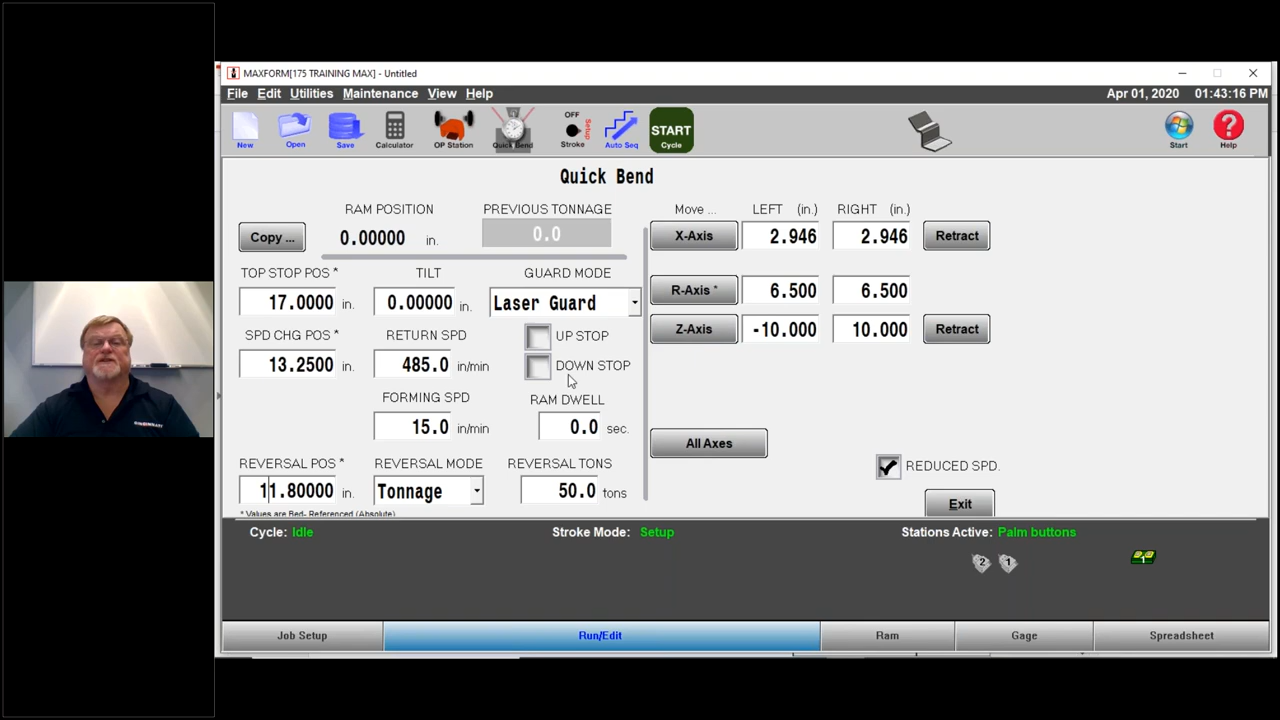 MAXFORM[175 TRAINING MAX] - Untitled
File Edit Utilities Maintenance View Help Apr 01, 2020 01:43:16 PM
New Open Save Calculator OP Station Quick Bend OFF Setup Stroke Auto Seq START Cycle Start Help
Quick Bend
RAM POSITION PREVIOUS TONNAGE Move ... LEFT (in.) RIGHT (in.)
Copy ... 0.00000 in. 0.0 X-Axis 2.946 2.946 Retract
TOP STOP POS * TILT GUARD MODE
17.0000 in. 0.00000 in. Laser Guard R-Axis * 6.500 6.500
SPD CHG POS * RETURN SPD UP STOP Z-Axis -10.000 10.000 Retract
13.2500 in. 485.0 in/min DOWN STOP
FORMING SPD RAM DWELL
15.0 in/min 0.0 sec. All Axes
REVERSAL POS * REVERSAL MODE REVERSAL TONS REDUCED SPD.
11.80000 in. Tonnage 50.0 tons Exit
* Values are Bed- Referenced (Absolute)
Cycle: Idle Stroke Mode: Setup Stations Active: Palm buttons
2 1 1
Job Setup Run/Edit Ram Gage Spreadsheet